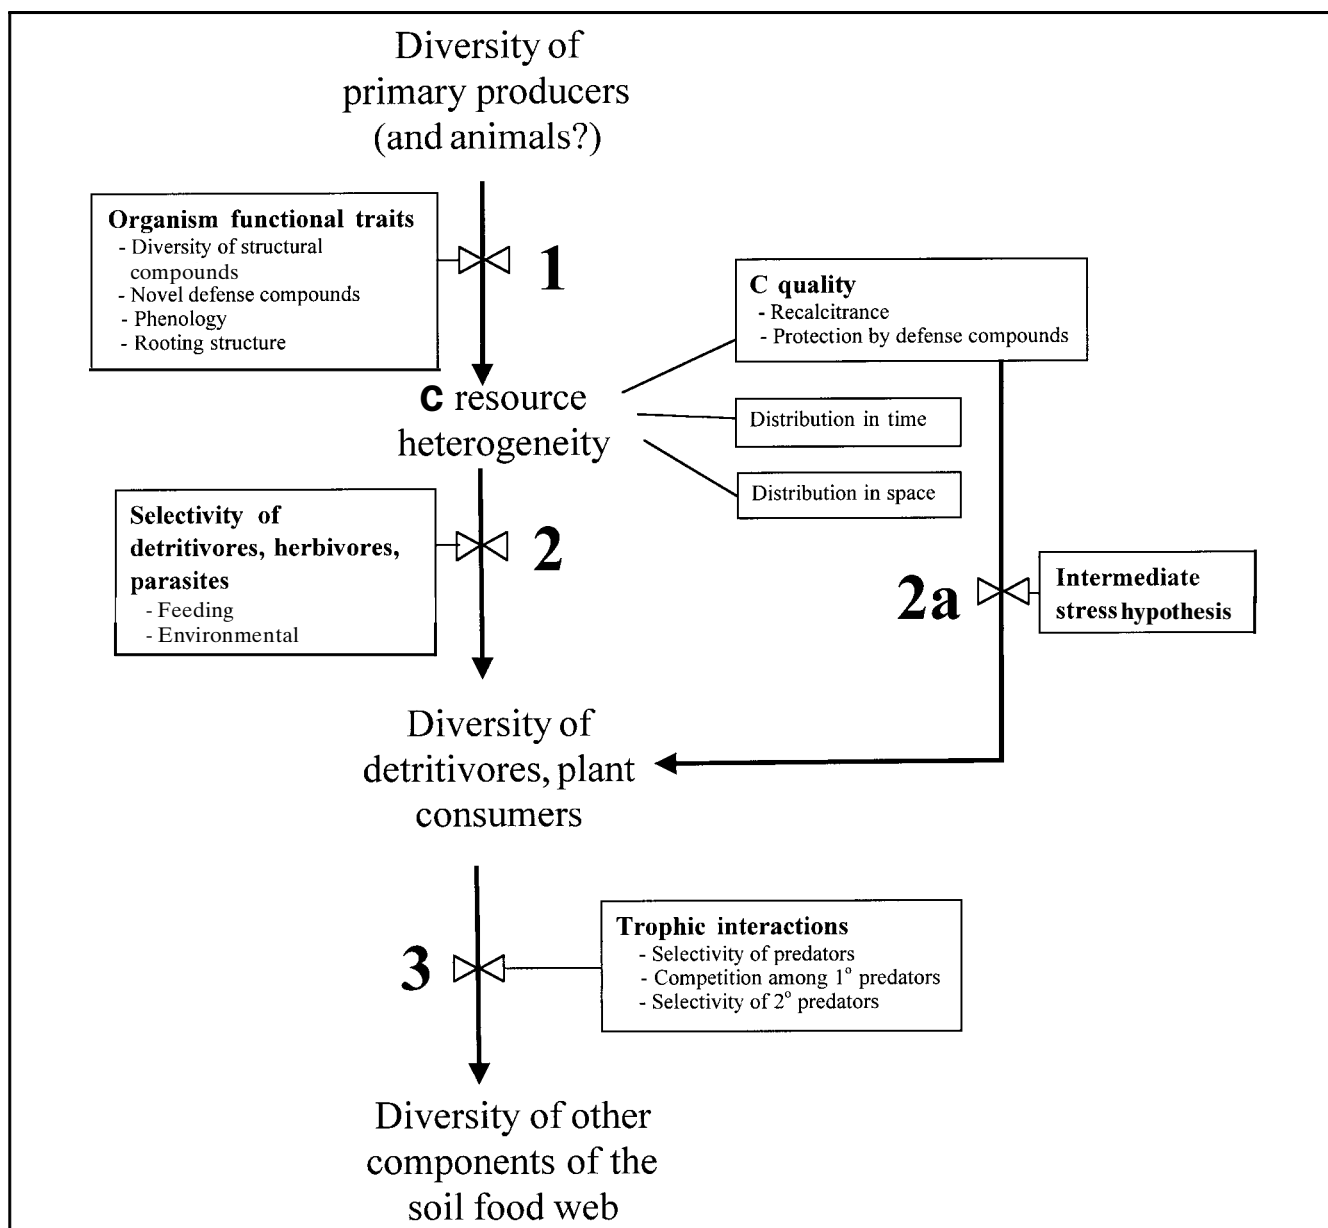 Diversity of
primary producers
(and animals?)
Organism functional traits
- Diversity of structural
compounds
- Novel defense compounds
- Phenology
- Rooting structure
1
C quality
- Recalcitrance
- Protection by defense compounds
C resource
heterogeneity
Distribution in time
Distribution in space
Selectivity of
detritivores, herbivores,
parasites
- Feeding
- Environmental
2
2a
Intermediate
stress hypothesis
Diversity of
detritivores, plant
consumers
3
Trophic interactions
- Selectivity of predators
- Competition among 1° predators
- Selectivity of 2° predators
Diversity of other
components of the
soil food web